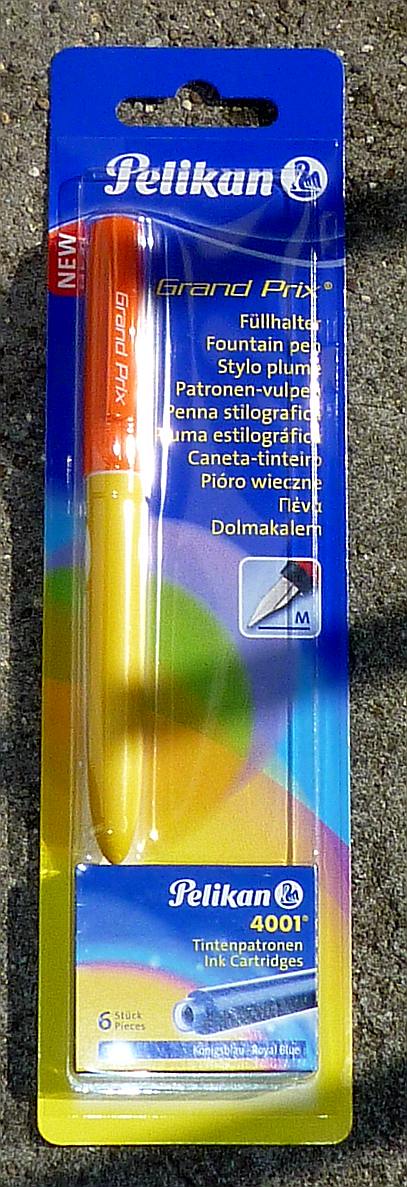 Pelikan
NEW
Grand Prix®
Grand Prix
Füllhalter
Fountain pen
Stylo plume
Patronen-vulpen
Penna stilografica
Pluma estilográfica
Caneta-tinteiro
Pióro wieczne
Πένα
Dolmakalem
M
Pelikan
4001®
Tintenpatronen
Ink Cartridges
6 Stück
Pieces
Königsblau - Royal Blue